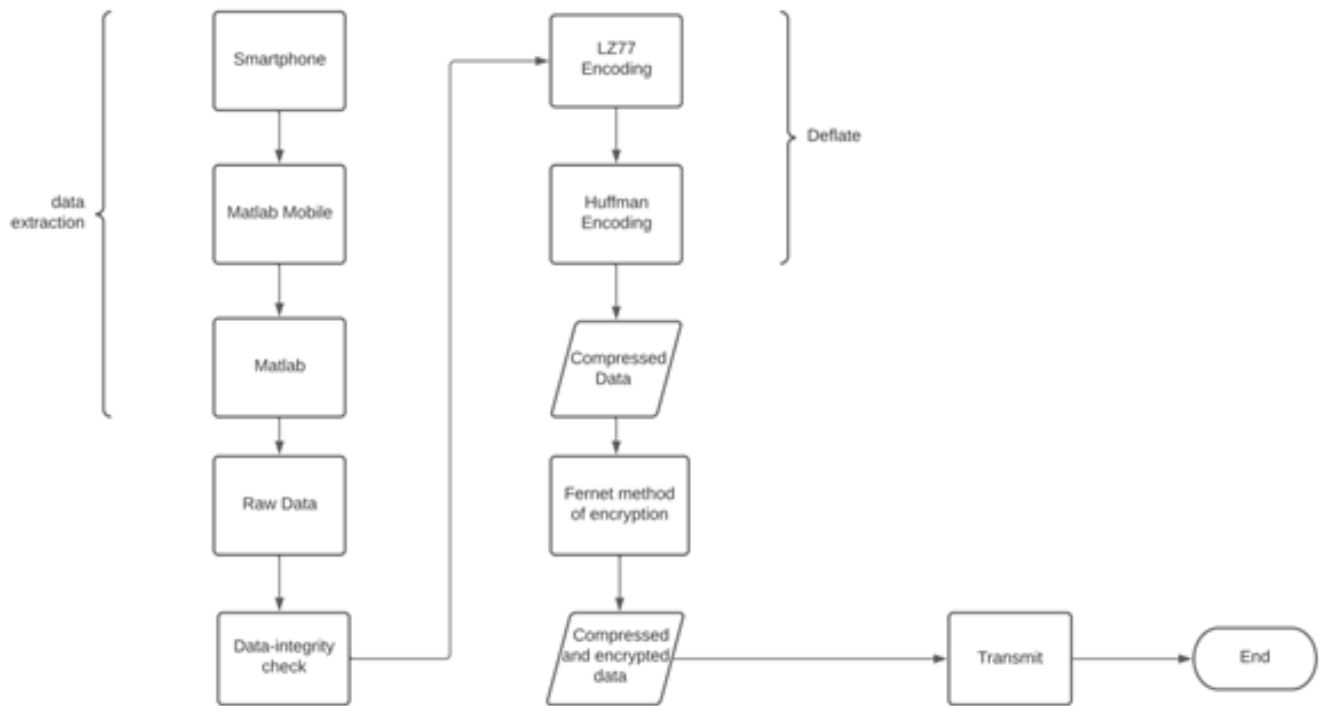 Smartphone
data
extraction
Matlab Mobile
Matlab
Raw Data
Data-integrity
check
LZ77
Encoding
Deflate
Huffman
Encoding
Compressed
Data
Fernet method
of encryption
Compressed
and encrypted
data
Transmit
End